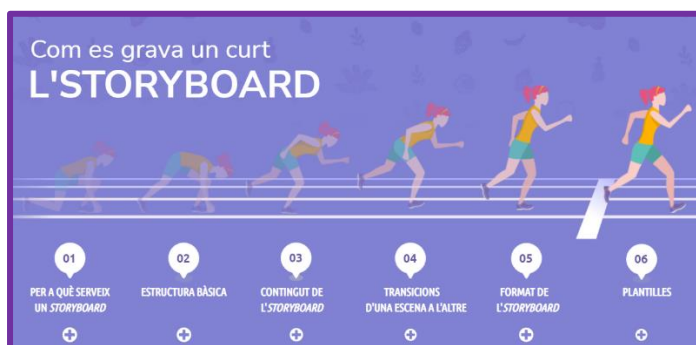 Com es grava un curt
L'STORYBOARD
01
PER A QUÈ SERVEIX
UN STORYBOARD
02
ESTRUCTURA BÀSICA
03
CONTINGUT DE
L'STORYBOARD
04
TRANSICIONS
D'UNA ESCENA A L'ALTRE
05
FORMAT DE
L'STORYBOARD
06
PLANTILLES